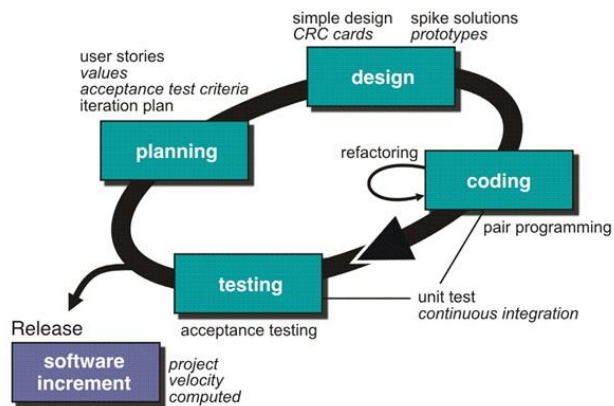 simple design
CRC cards
spike solutions
prototypes
design
user stories
values
acceptance test criteria
iteration plan
planning
refactoring
coding
pair programming
testing
unit test
continuous integration
acceptance testing
Release
software
increment
project
velocity
computed